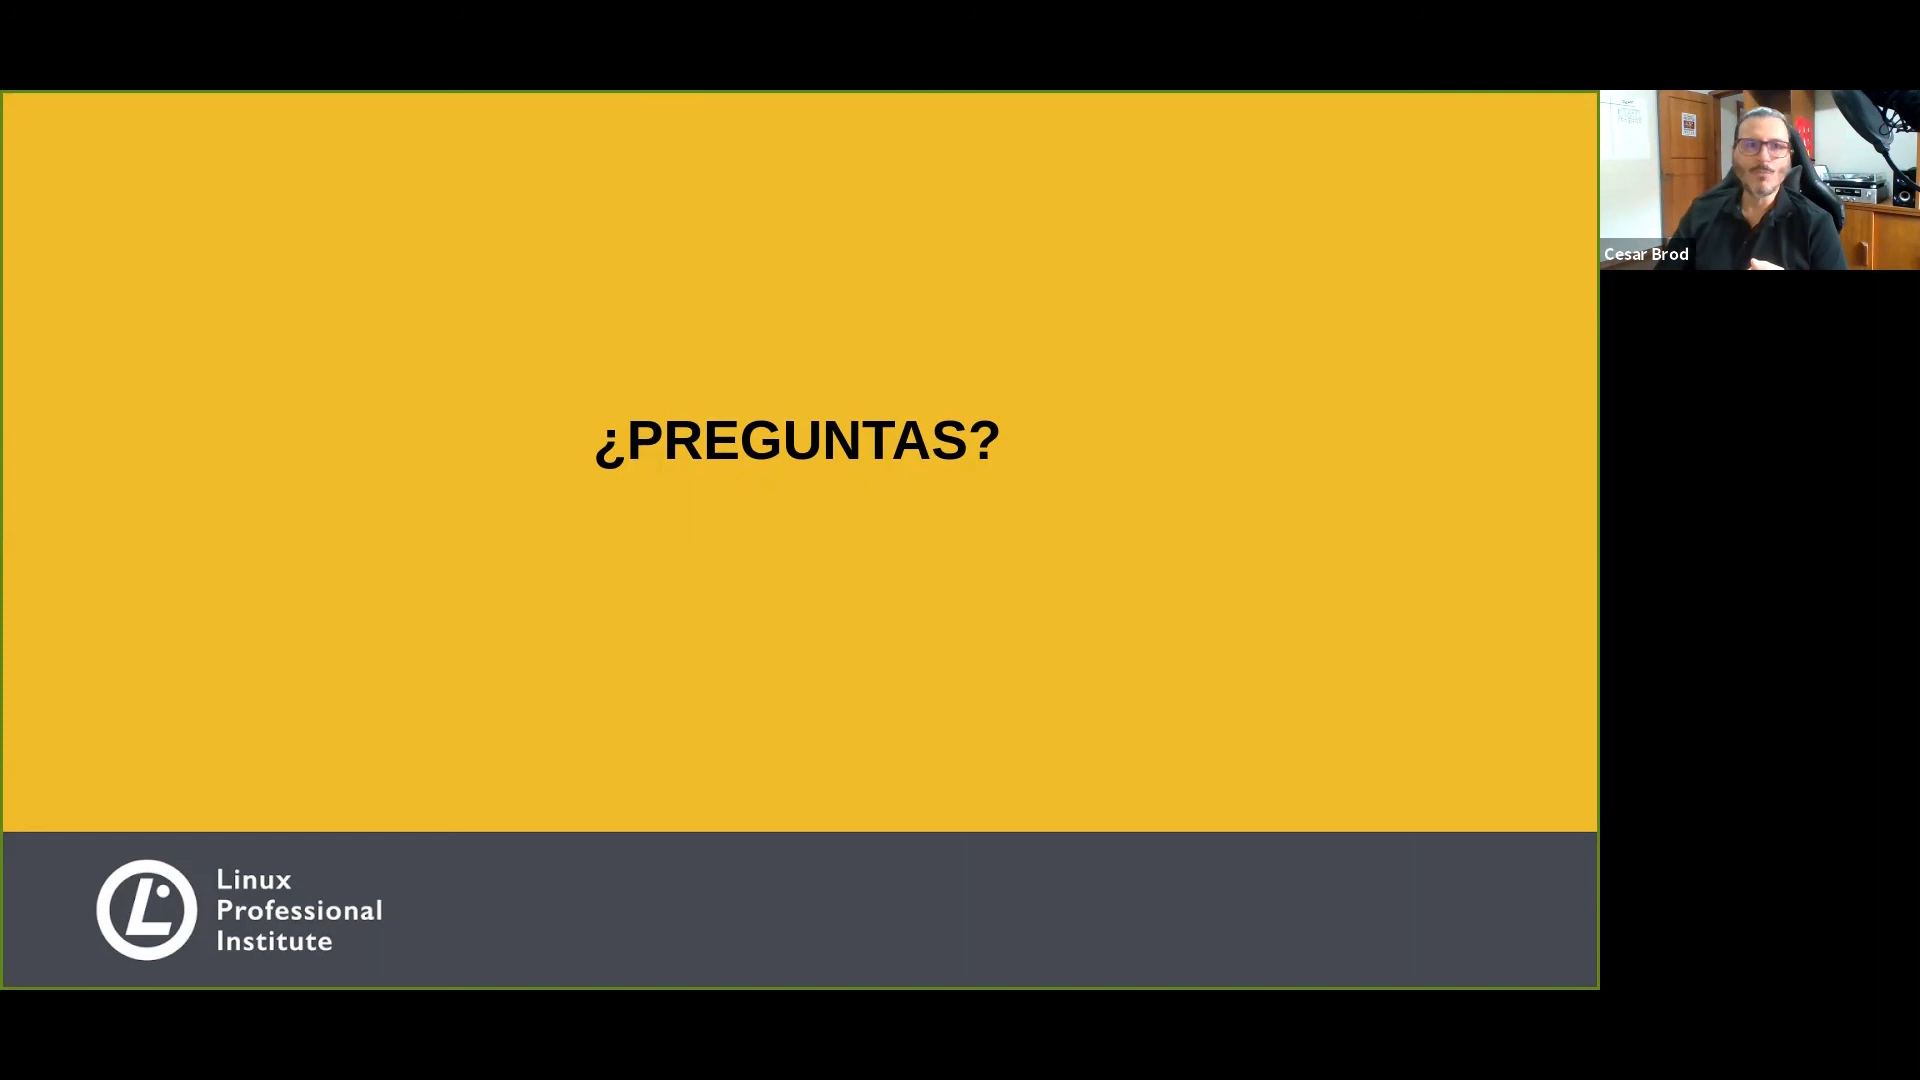 ¿PREGUNTAS?
Cesar Brod
Linux
Professional
Institute